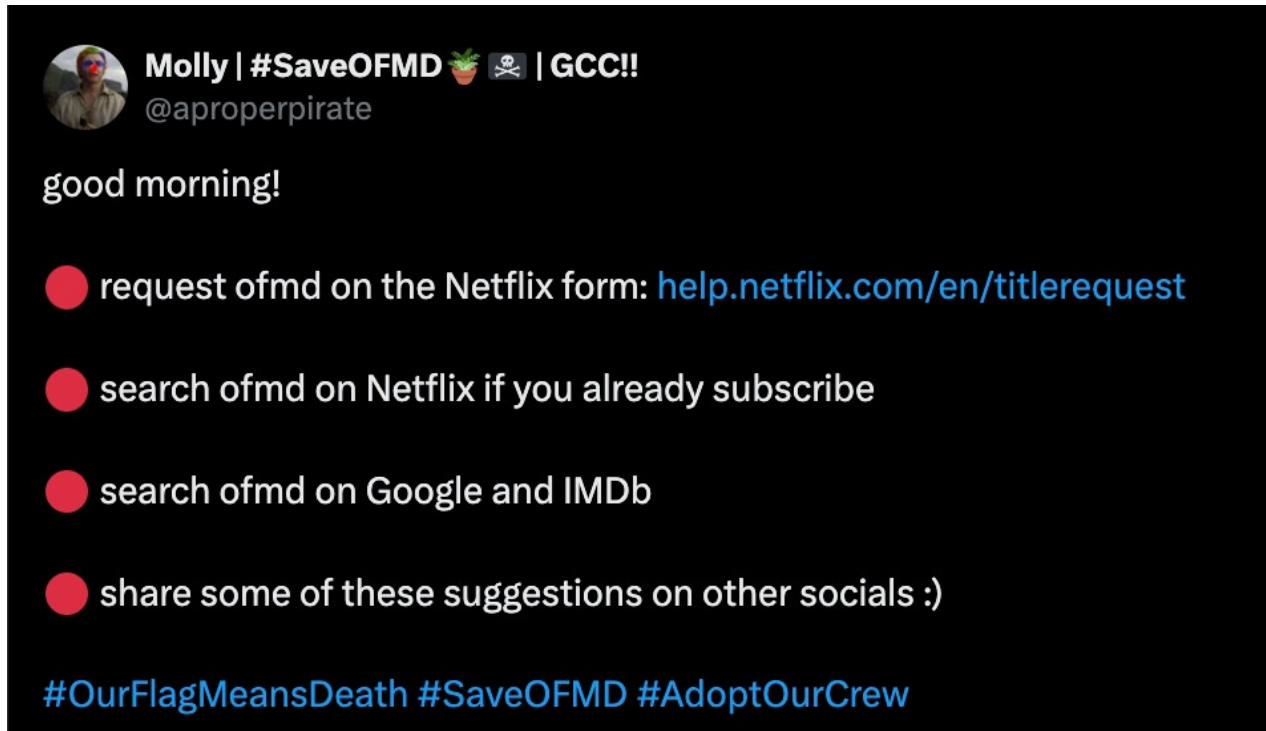 Molly | #SaveOFMD🪴 🏴‍☠️ | GCC!!
@aproperpirate
good morning!
🔴 request ofmd on the Netflix form: help.netflix.com/en/titlerequest
🔴 search ofmd on Netflix if you already subscribe
🔴 search ofmd on Google and IMDb
🔴 share some of these suggestions on other socials :)
#OurFlagMeansDeath #SaveOFMD #AdoptOurCrew